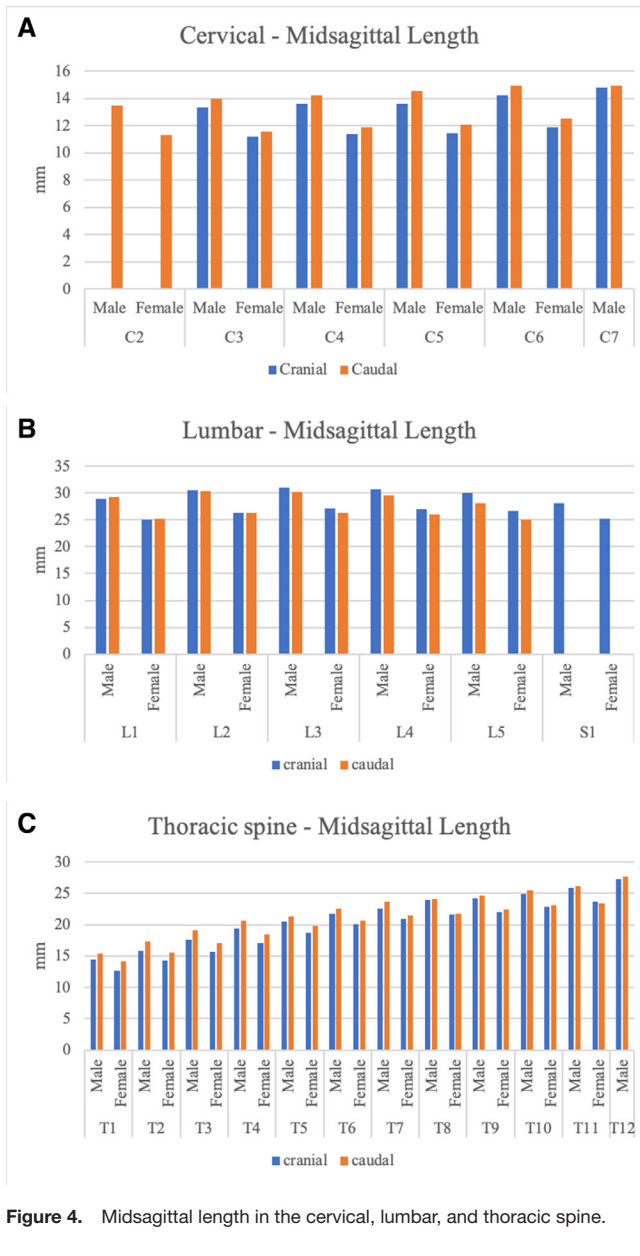 A
Cervical - Midsagittal Length
16
14
12
10
8
6
4
2
0
mm
Male Female Male Female Male Female Male Female Male Female Male
C2 C3 C4 C5 C6 C7
Cranial Caudal
B
Lumbar - Midsagittal Length
35
30
25
20
15
10
5
0
mm
Male Female Male Female Male Female Male Female Male Female Male Female
L1 L2 L3 L4 L5 S1
cranial caudal
C
Thoracic spine - Midsagittal Length
30
25
20
15
10
5
0
mm
Male Female Male Female Male Female Male Female Male Female Male Female Male Female Male Female Male Female Male Female Male Female Male
T1 T2 T3 T4 T5 T6 T7 T8 T9 T10 T11 T12
cranial caudal
Figure 4. Midsagittal length in the cervical, lumbar, and thoracic spine.